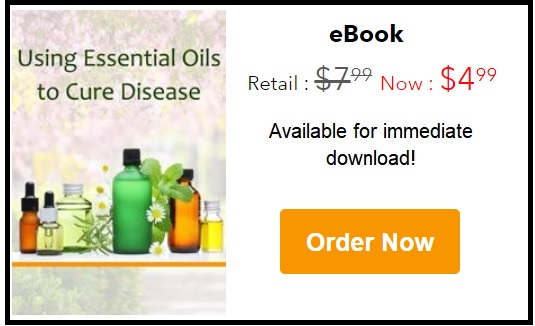 Using Essential Oils
to Cure Disease
eBook
Retail : $7⁹⁹ Now : $4⁹⁹
Available for immediate
download!
Order Now